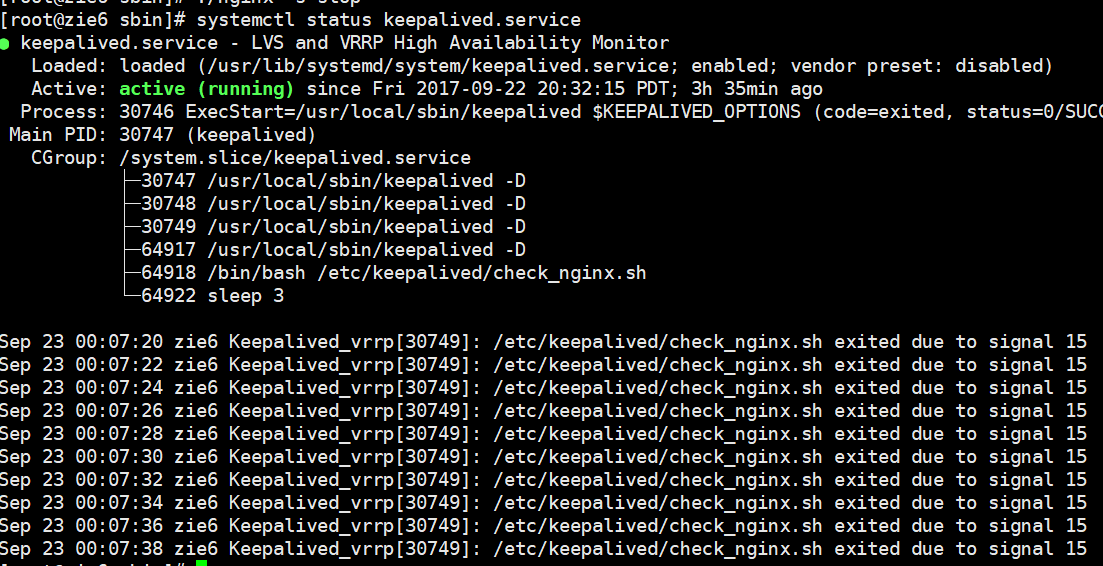 [root@zie6 sbin]# ./nginx -s stop
[root@zie6 sbin]# systemctl status keepalived.service
● keepalived.service - LVS and VRRP High Availability Monitor
   Loaded: loaded (/usr/lib/systemd/system/keepalived.service; enabled; vendor preset: disabled)
   Active: active (running) since Fri 2017-09-22 20:32:15 PDT; 3h 35min ago
  Process: 30746 ExecStart=/usr/local/sbin/keepalived $KEEPALIVED_OPTIONS (code=exited, status=0/SUCC
 Main PID: 30747 (keepalived)
   CGroup: /system.slice/keepalived.service
           ├─30747 /usr/local/sbin/keepalived -D
           ├─30748 /usr/local/sbin/keepalived -D
           ├─30749 /usr/local/sbin/keepalived -D
           ├─64917 /usr/local/sbin/keepalived -D
           ├─64918 /bin/bash /etc/keepalived/check_nginx.sh
           └─64922 sleep 3
Sep 23 00:07:20 zie6 Keepalived_vrrp[30749]: /etc/keepalived/check_nginx.sh exited due to signal 15
Sep 23 00:07:22 zie6 Keepalived_vrrp[30749]: /etc/keepalived/check_nginx.sh exited due to signal 15
Sep 23 00:07:24 zie6 Keepalived_vrrp[30749]: /etc/keepalived/check_nginx.sh exited due to signal 15
Sep 23 00:07:26 zie6 Keepalived_vrrp[30749]: /etc/keepalived/check_nginx.sh exited due to signal 15
Sep 23 00:07:28 zie6 Keepalived_vrrp[30749]: /etc/keepalived/check_nginx.sh exited due to signal 15
Sep 23 00:07:30 zie6 Keepalived_vrrp[30749]: /etc/keepalived/check_nginx.sh exited due to signal 15
Sep 23 00:07:32 zie6 Keepalived_vrrp[30749]: /etc/keepalived/check_nginx.sh exited due to signal 15
Sep 23 00:07:34 zie6 Keepalived_vrrp[30749]: /etc/keepalived/check_nginx.sh exited due to signal 15
Sep 23 00:07:36 zie6 Keepalived_vrrp[30749]: /etc/keepalived/check_nginx.sh exited due to signal 15
Sep 23 00:07:38 zie6 Keepalived_vrrp[30749]: /etc/keepalived/check_nginx.sh exited due to signal 15